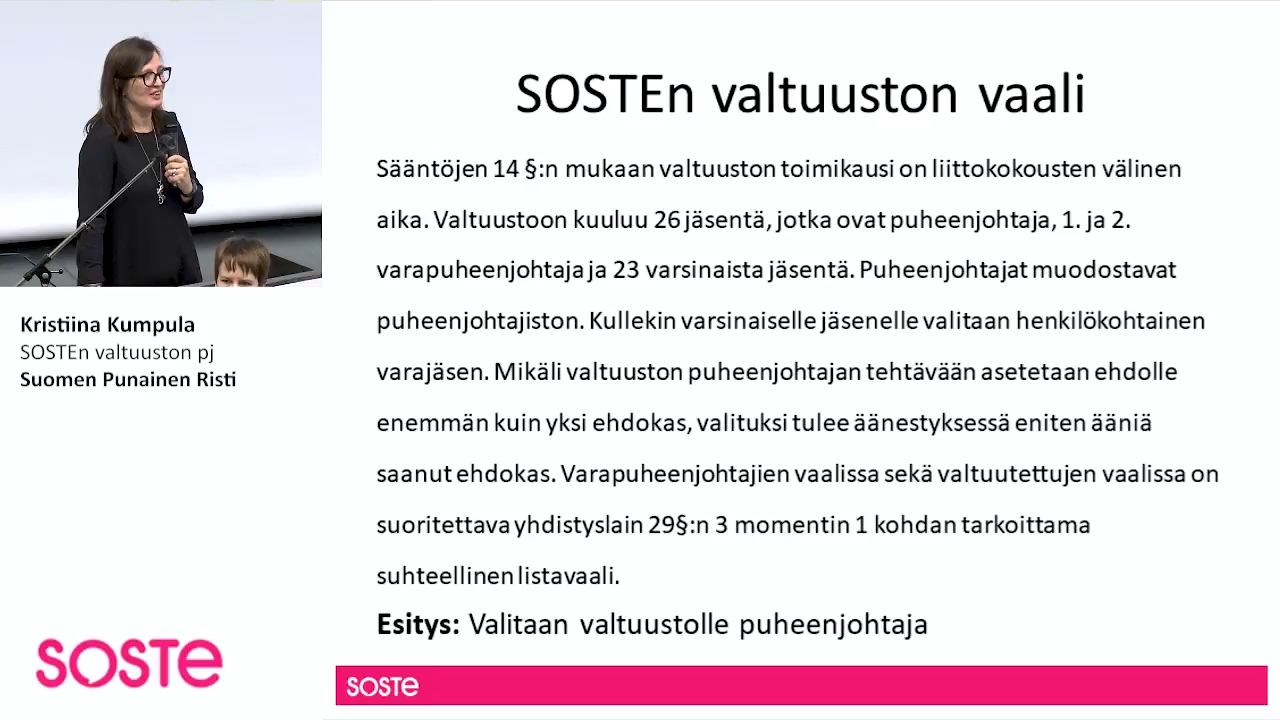 SOSTEn valtuuston vaali
Sääntöjen 14 §:n mukaan valtuuston toimikausi on liittokokousten välinen
aika. Valtuustoon kuuluu 26 jäsentä, jotka ovat puheenjohtaja, 1. ja 2.
varapuheenjohtaja ja 23 varsinaista jäsentä. Puheenjohtajat muodostavat
puheenjohtajiston. Kullekin varsinaiselle jäsenelle valitaan henkilökohtainen
varajäsen. Mikäli valtuuston puheenjohtajan tehtävään asetetaan ehdolle
enemmän kuin yksi ehdokas, valituksi tulee äänestyksessä eniten ääniä
saanut ehdokas. Varapuheenjohtajien vaalissa sekä valtuutettujen vaalissa on
suoritettava yhdistyslain 29§:n 3 momentin 1 kohdan tarkoittama
suhteellinen listavaali.
Esitys: Valitaan valtuustolle puheenjohtaja
Kristiina Kumpula
SOSTEn valtuuston pj
Suomen Punainen Risti
SOSTE
SOSTE